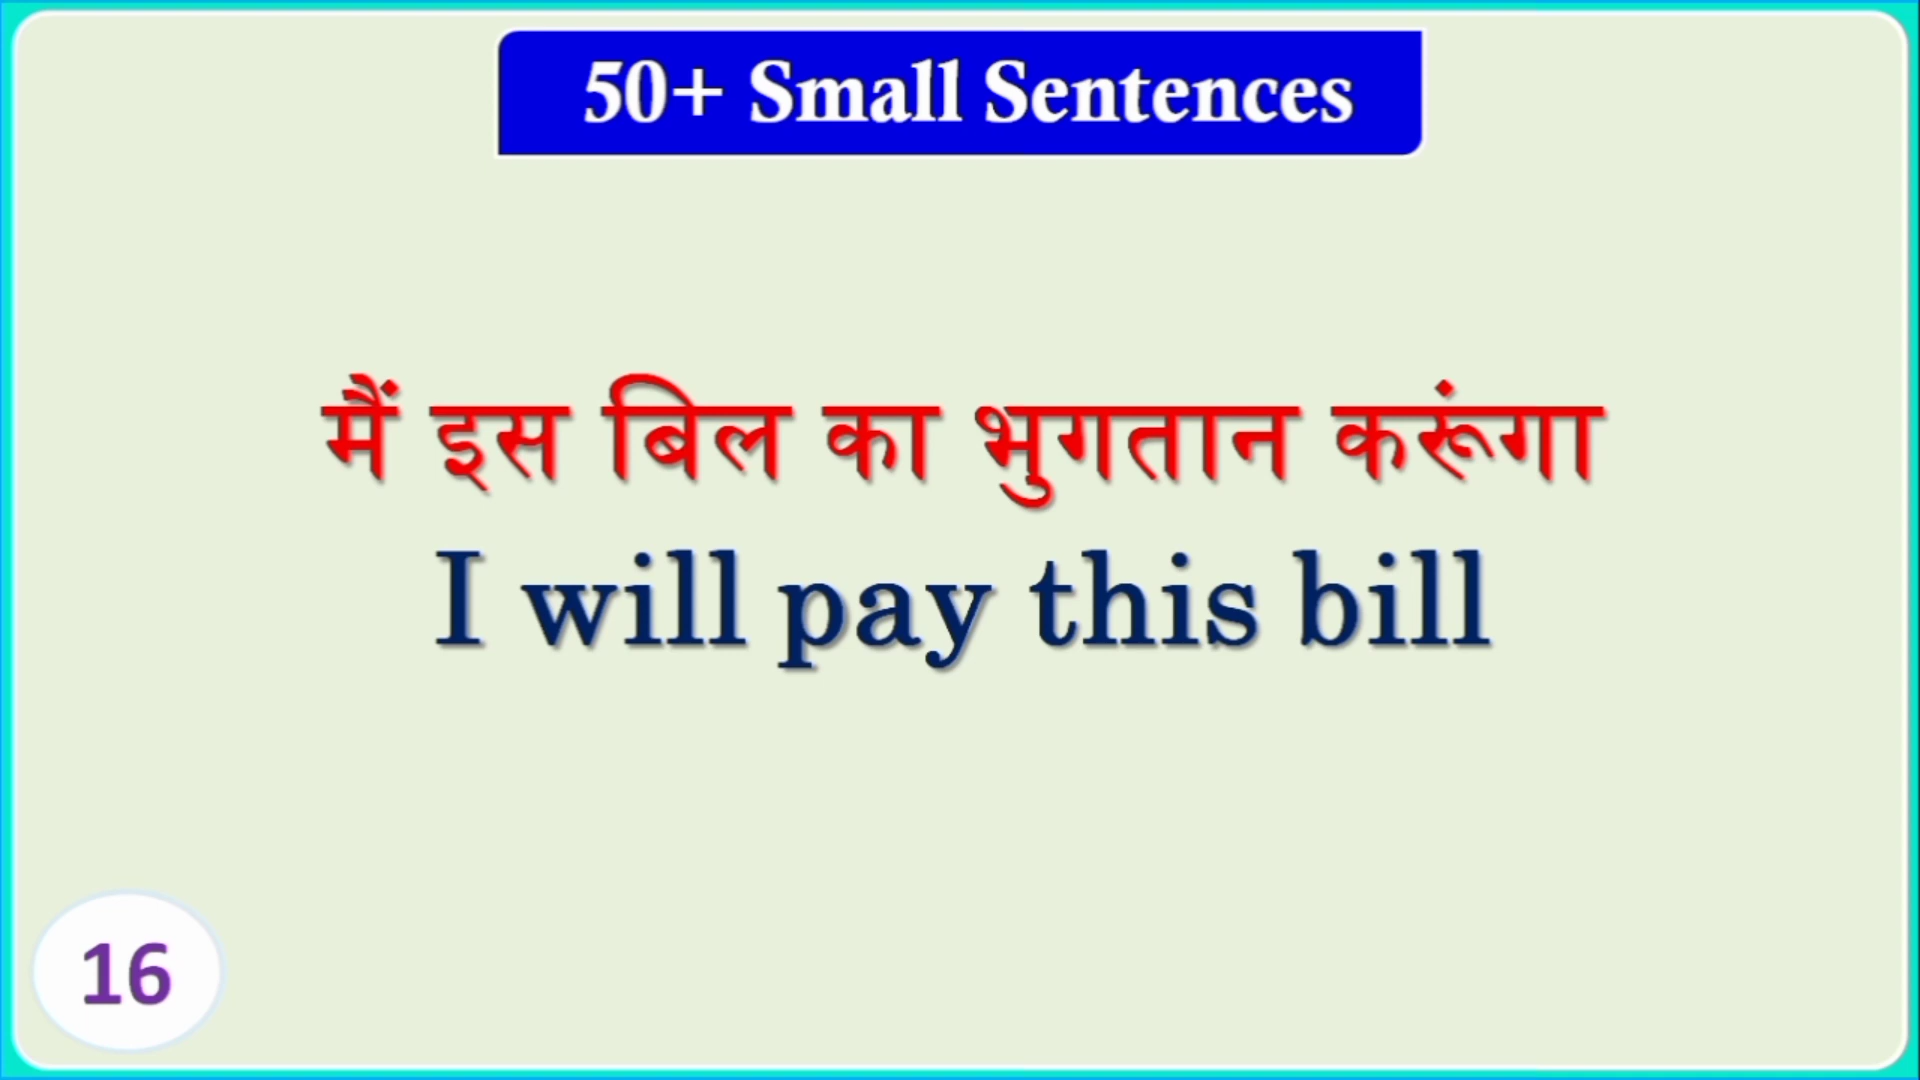 50+ Small Sentences
मैं इस बिल का भुगतान करूंगा
I will pay this bill
16